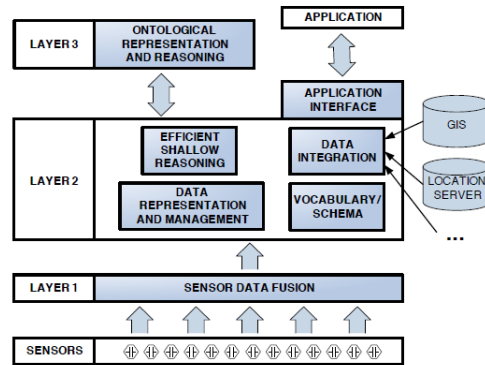 LAYER 3
ONTOLOGICAL
REPRESENTATION
AND REASONING
APPLICATION
APPLICATION
INTERFACE
LAYER 2
EFFICIENT
SHALLOW
REASONING
DATA
INTEGRATION
DATA
REPRESENTATION
AND MANAGEMENT
VOCABULARY/
SCHEMA
GIS
LOCATION
SERVER
...
LAYER 1
SENSOR DATA FUSION
SENSORS